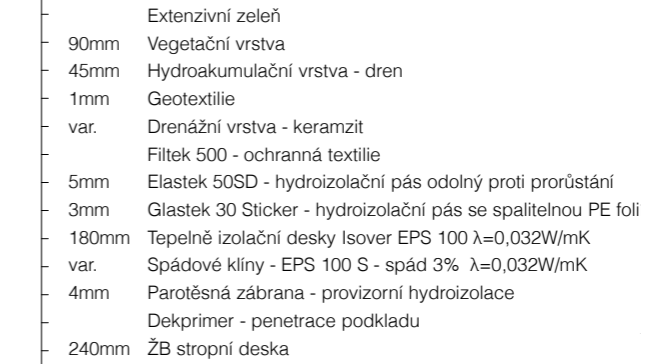 Extenzivní zeleň
90mm Vegetační vrstva
45mm Hydroakumulační vrstva - dren
1mm Geotextilie
var. Drenážní vrstva - keramzit
Filtek 500 - ochranná textilie
5mm Elastek 50SD - hydroizolační pás odolný proti prorůstání
3mm Glastek 30 Sticker - hydroizolační pás se spalitelnou PE foli
180mm Tepelně izolační desky Isover EPS 100 λ=0,032W/mK
var. Spádové klíny - EPS 100 S - spád 3% λ=0,032W/mK
4mm Parotěsná zábrana - provizorní hydroizolace
Dekprimer - penetrace podkladu
240mm ŽB stropní deska